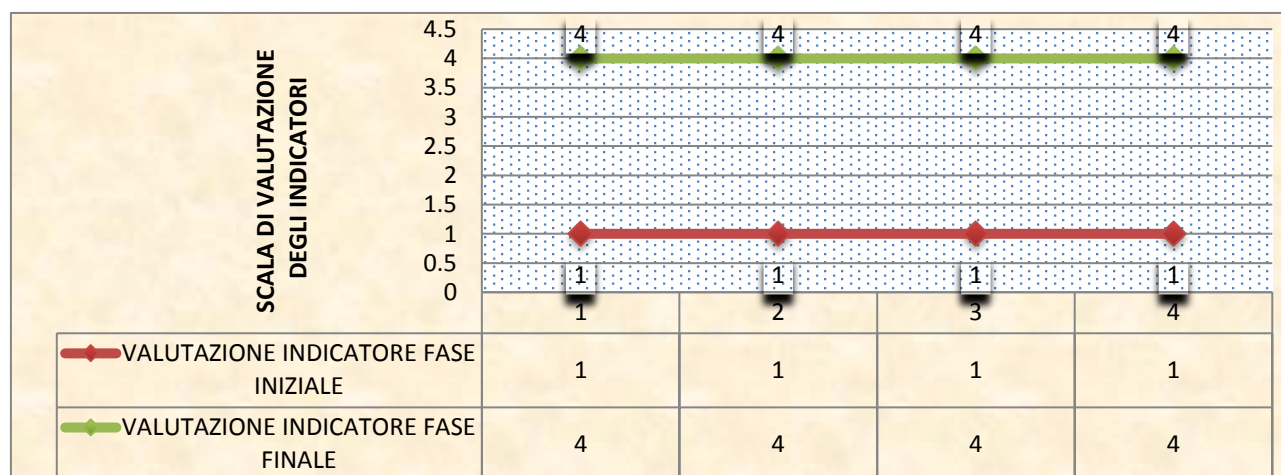 SCALA DI VALUTAZIONE
DEGLI INDICATORI
4.5
4
3.5
3
2.5
2
1.5
1
0.5
0
4 4 4 4
1 1 1 1
1 2 3 4
VALUTAZIONE INDICATORE FASE
INIZIALE
1 1 1 1
VALUTAZIONE INDICATORE FASE
FINALE
4 4 4 4